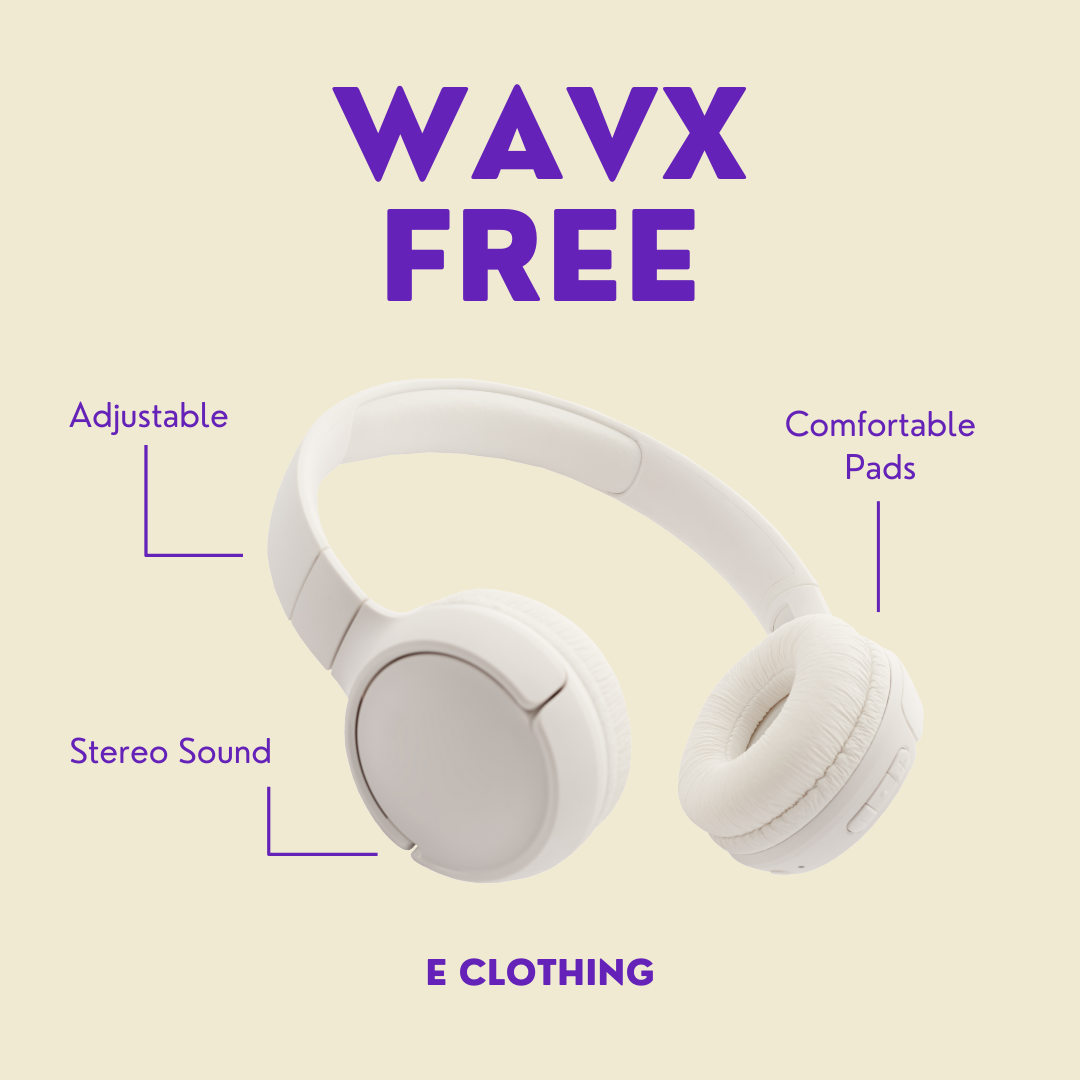 WAVX
FREE
Adjustable
Comfortable
Pads
Stereo Sound
E CLOTHING